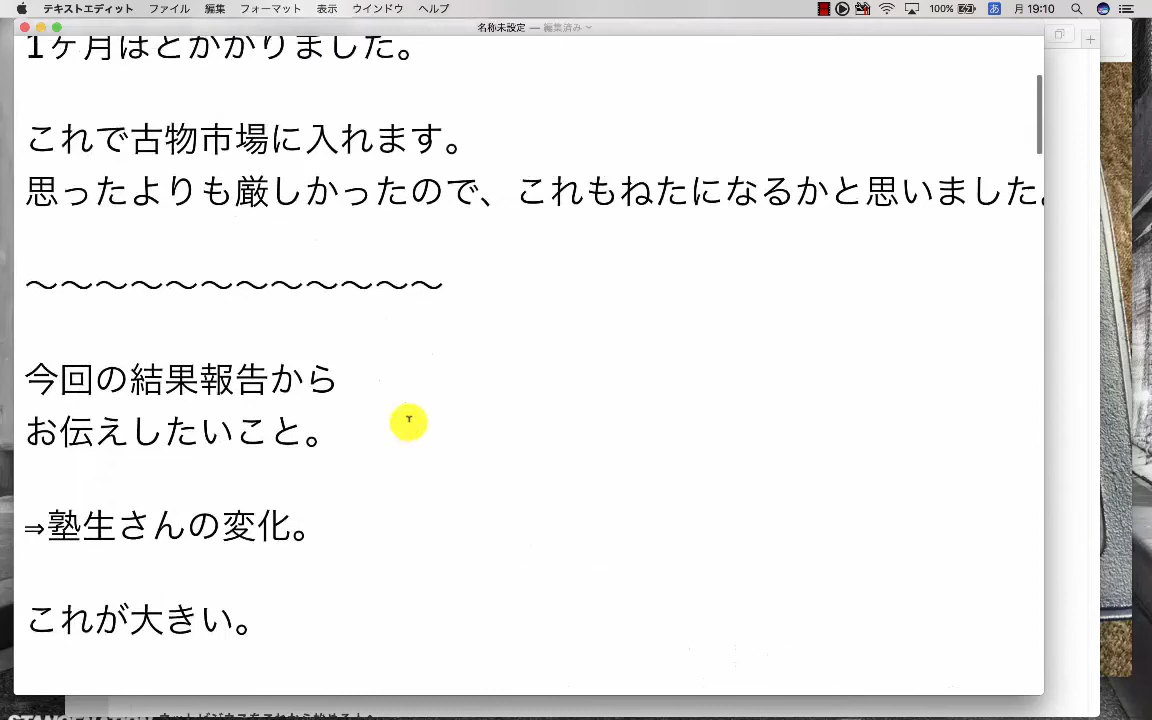 テキストエディット ファイル 編集 フォーマット 表示 ウインドウ ヘルプ
100% あ 月 19:10
名称未設定 — 編集済み
1ケ月ほどかかりました。
これで古物市場に入れます。
思ったよりも厳しかったので、これもねたになるかと思いました。
〜〜〜〜〜〜〜〜〜〜〜〜
今回の結果報告から
お伝えしたいこと。
⇒塾生さんの変化。
これが大きい。